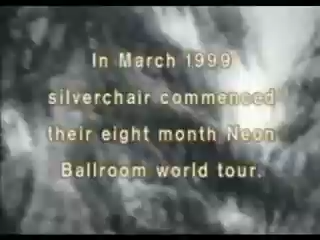 In March 1999
silverchair commenced
their eight month Neon
Ballroom world tour.